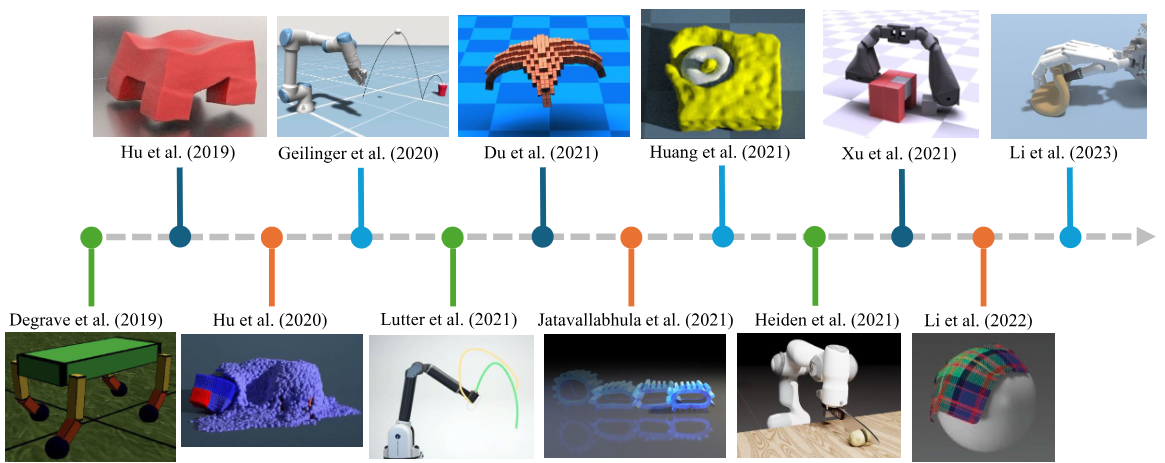 Hu et al. (2019)
Geilinger et al. (2020)
Du et al. (2021)
Huang et al. (2021)
Xu et al. (2021)
Li et al. (2023)
Degrave et al. (2019)
Hu et al. (2020)
Lutter et al. (2021)
Jatavallabhula et al. (2021)
Heiden et al. (2021)
Li et al. (2022)